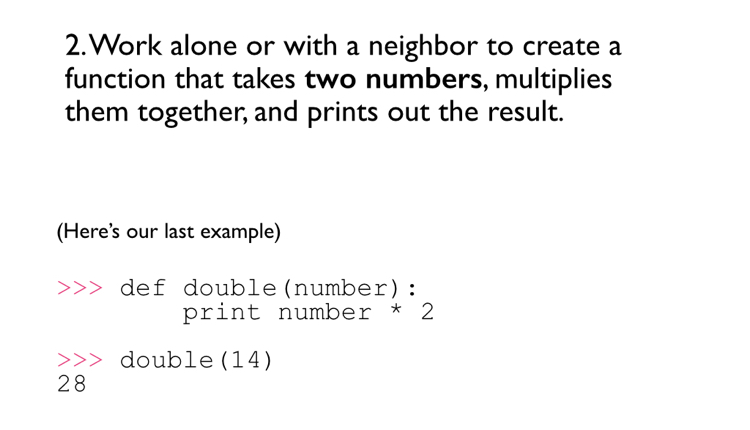 2. Work alone or with a neighbor to create a
function that takes two numbers, multiplies
them together, and prints out the result.
(Here’s our last example)
>>> def double(number):
        print number * 2
>>> double(14)
28